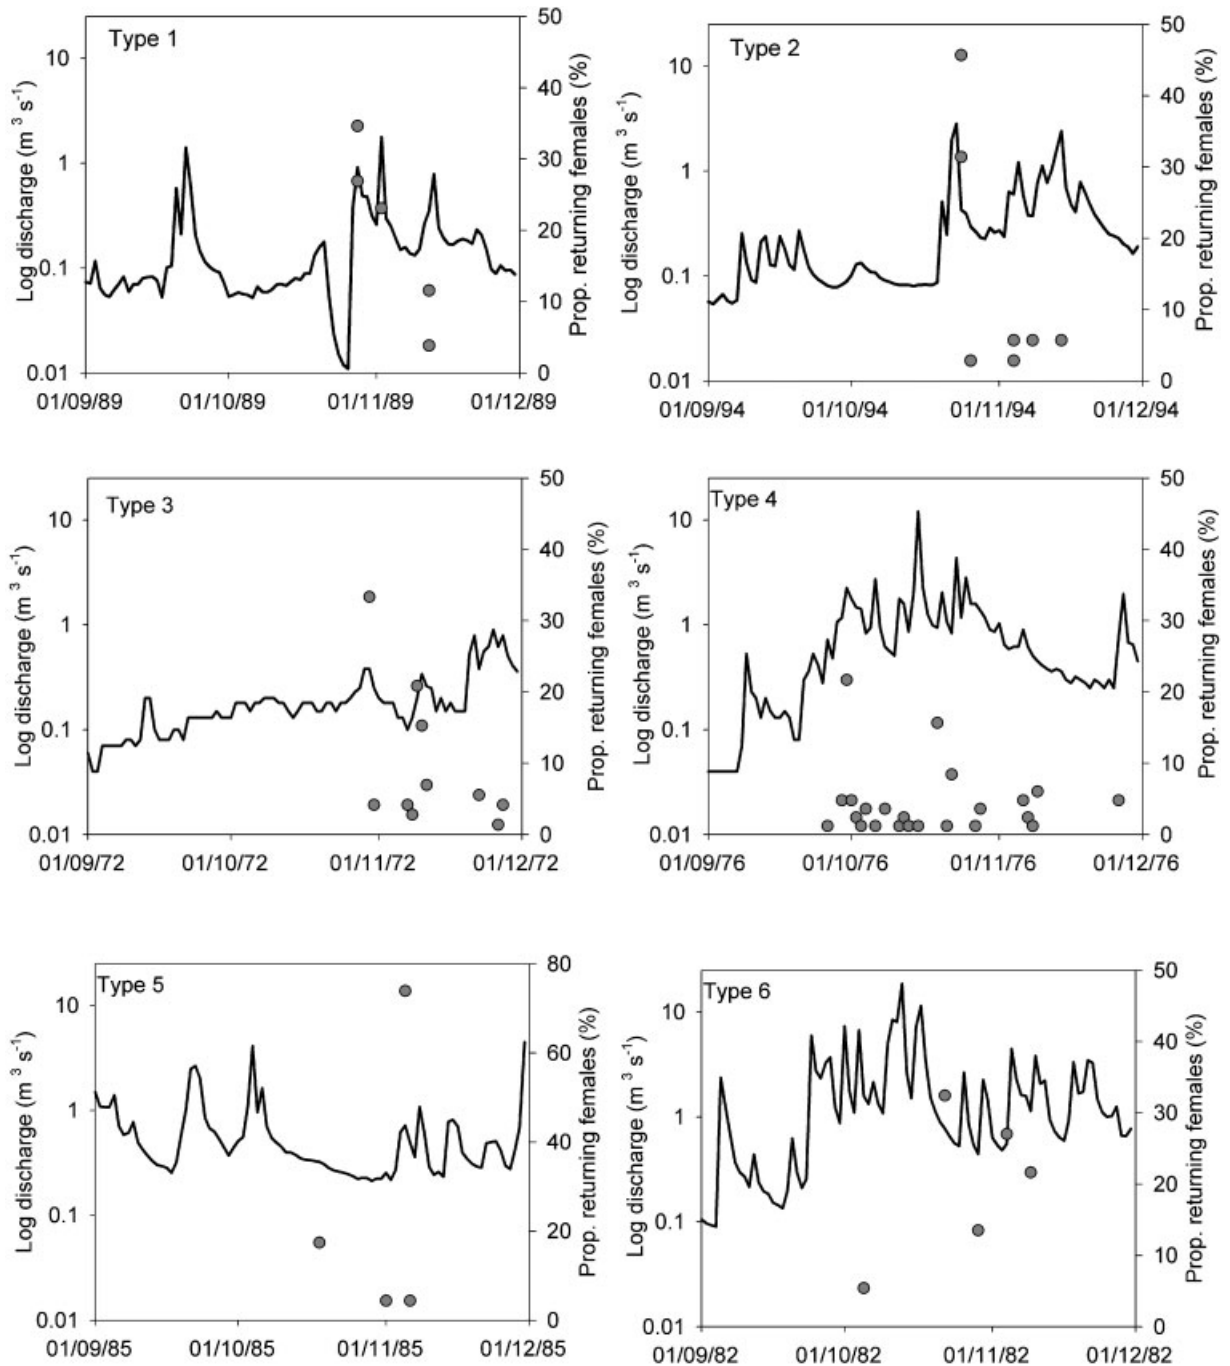 Type 1
Log discharge (m ³ s⁻¹)
10
1
0.1
0.01
50
40
30
20
10
0
Prop. returning females (%)
01/09/89 01/10/89 01/11/89 01/12/89
Type 2
Log discharge (m ³ s⁻¹)
10
1
0.1
0.01
50
40
30
20
10
0
Prop. returning females (%)
01/09/94 01/10/94 01/11/94 01/12/94
Type 3
Log discharge (m ³ s⁻¹)
10
1
0.1
0.01
50
40
30
20
10
0
Prop. returning females (%)
01/09/72 01/10/72 01/11/72 01/12/72
Type 4
Log discharge (m ³ s⁻¹)
10
1
0.1
0.01
50
40
30
20
10
0
Prop. returning females (%)
01/09/76 01/10/76 01/11/76 01/12/76
Type 5
Log discharge (m ³ s⁻¹)
10
1
0.1
0.01
80
60
40
20
0
Prop. returning females (%)
01/09/85 01/10/85 01/11/85 01/12/85
Type 6
Log discharge (m ³ s⁻¹)
10
1
0.1
0.01
50
40
30
20
10
0
Prop. returning females (%)
01/09/82 01/10/82 01/11/82 01/12/82